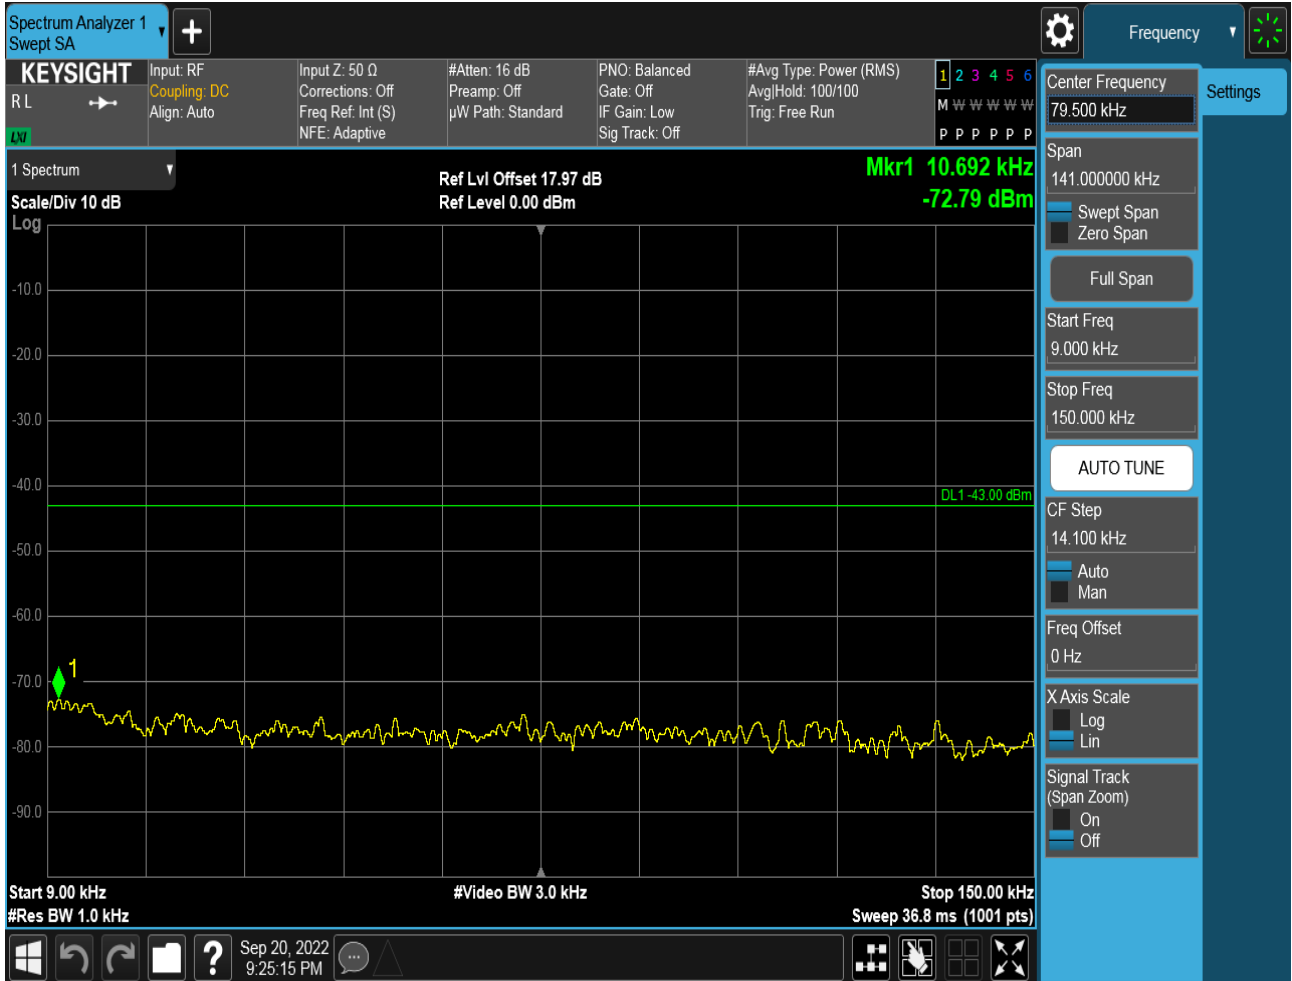 Spectrum Analyzer 1
Swept SA
Frequency
KEYSIGHT
R L
LXI
Input: RF
Coupling: DC
Align: Auto
Input Z: 50 Ω
Corrections: Off
Freq Ref: Int (S)
NFE: Adaptive
#Atten: 16 dB
Preamp: Off
µW Path: Standard
PNO: Balanced
Gate: Off
IF Gain: Low
Sig Track: Off
#Avg Type: Power (RMS)
Avg|Hold: 100/100
Trig: Free Run
1 2 3 4 5 6
M W W W W W
P P P P P P
1 Spectrum
Scale/Div 10 dB
Log
Ref Lvl Offset 17.97 dB
Ref Level 0.00 dBm
Mkr1 10.692 kHz
-72.79 dBm
-10.0
-20.0
-30.0
-40.0
DL1 -43.00 dBm
-50.0
-60.0
1
-70.0
-80.0
-90.0
Start 9.00 kHz
#Video BW 3.0 kHz
Stop 150.00 kHz
#Res BW 1.0 kHz
Sweep 36.8 ms (1001 pts)
Center Frequency
79.500 kHz
Settings
Span
141.000000 kHz
Swept Span
Zero Span
Full Span
Start Freq
9.000 kHz
Stop Freq
150.000 kHz
AUTO TUNE
CF Step
14.100 kHz
Auto
Man
Freq Offset
0 Hz
X Axis Scale
Log
Lin
Signal Track
(Span Zoom)
On
Off
?
Sep 20, 2022
9:25:15 PM